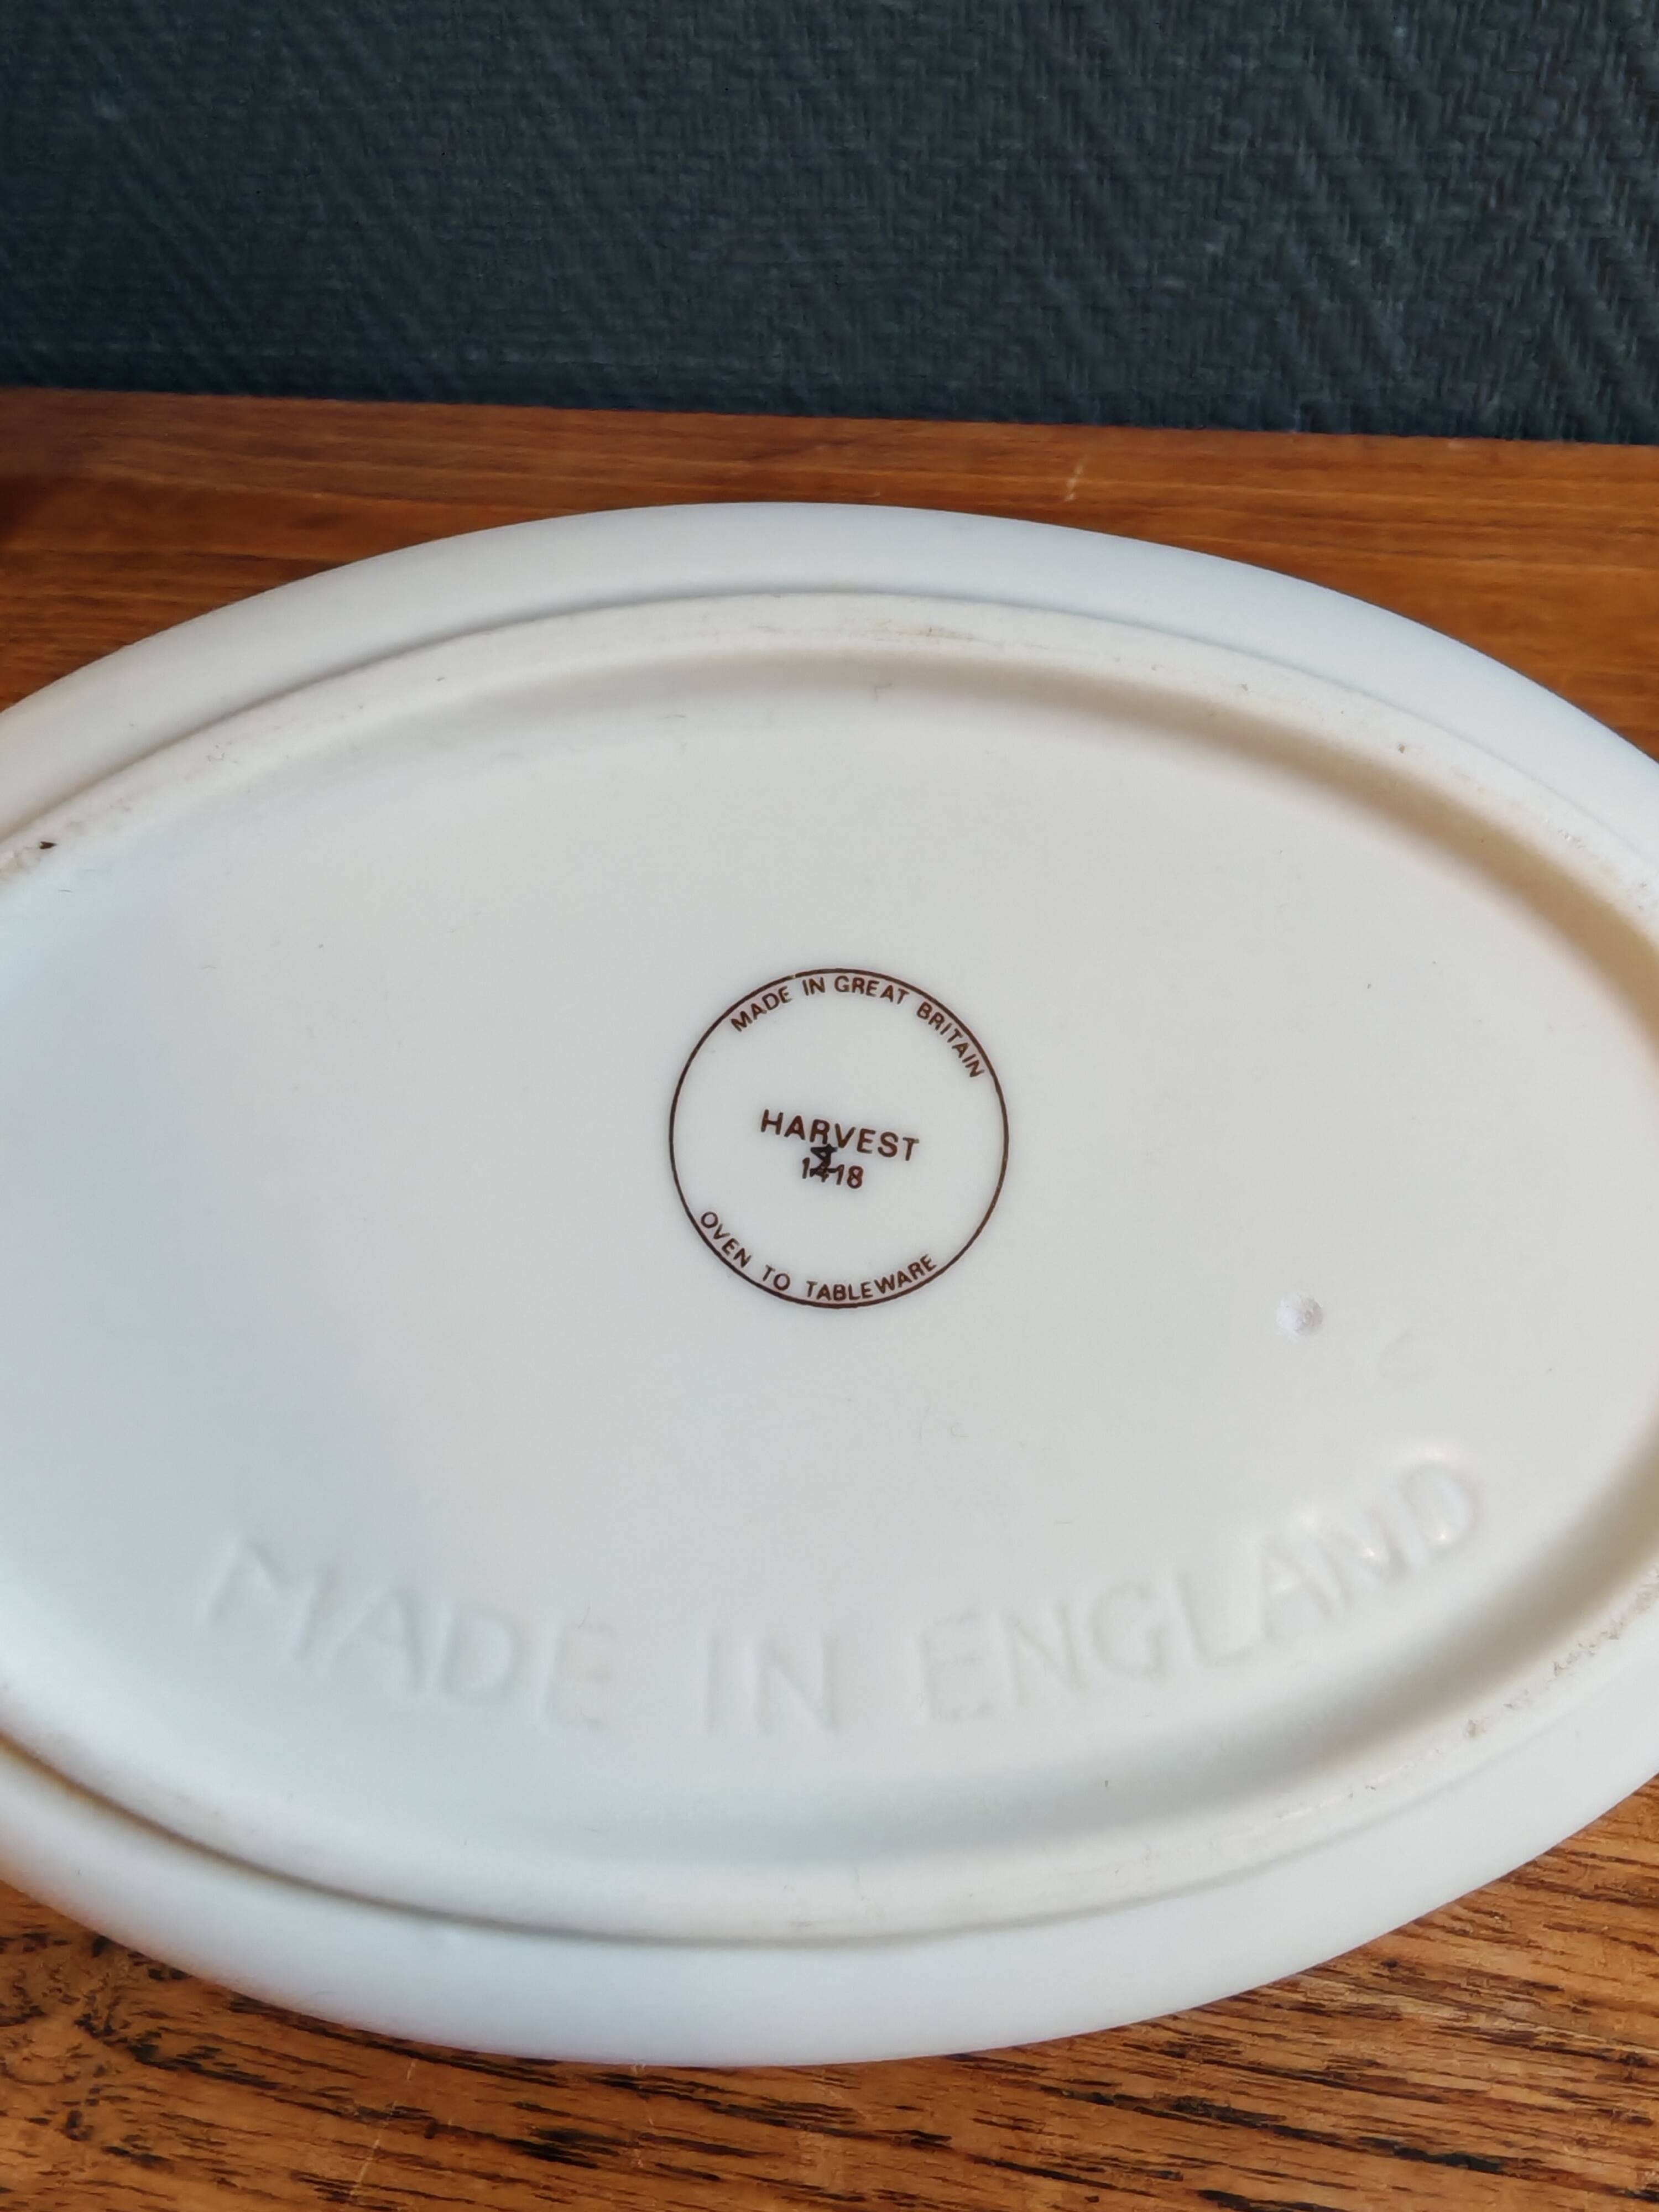 MADE IN GREAT BRITAIN
HARVEST
1418
OVEN TO TABLEWARE
MADE IN ENGLAND